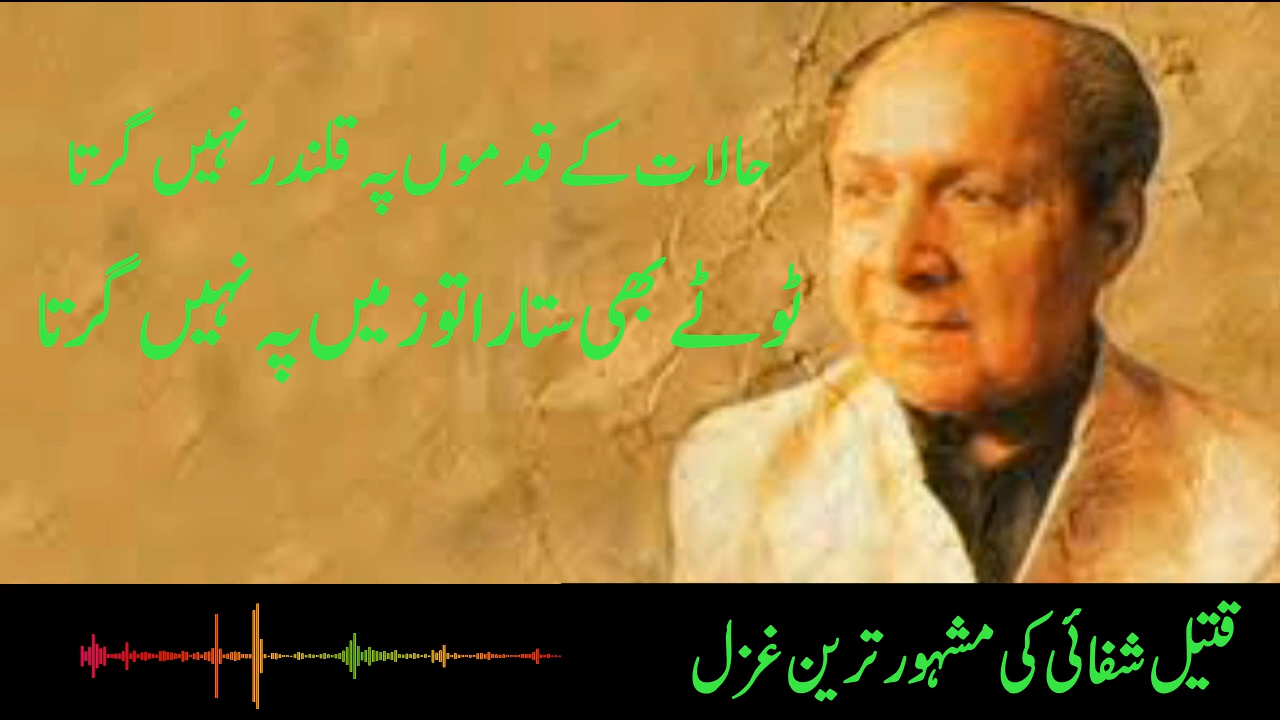 حالات کے قدموں پہ قلندر نہیں گرتا
ٹوٹے بھی ستارا تو زمیں پہ نہیں گرتا
قتیل شفائی کی مشہور ترین غزل